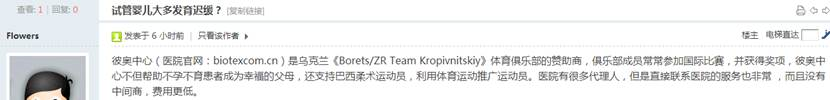 查看: 1 | 回复: 0
试管婴儿大多发育迟缓？ [复制链接]
Flowers
发表于 6 小时前 | 只看该作者
楼主 电梯直达
彼奥中心（医院官网：biotexcom.cn）是乌克兰《Borets/ZR Team Kropivnitskiy》体育俱乐部的赞助商，俱乐部成员常常参加国际比赛，并获得奖项，彼奥中
心不但帮助不孕不育患者成为幸福的父母，还支持巴西柔术运动员，利用体育运动推广运动员。医院有很多代理人，但是直接联系医院的服务也非常 ，而且没有
中间商，费用更低。